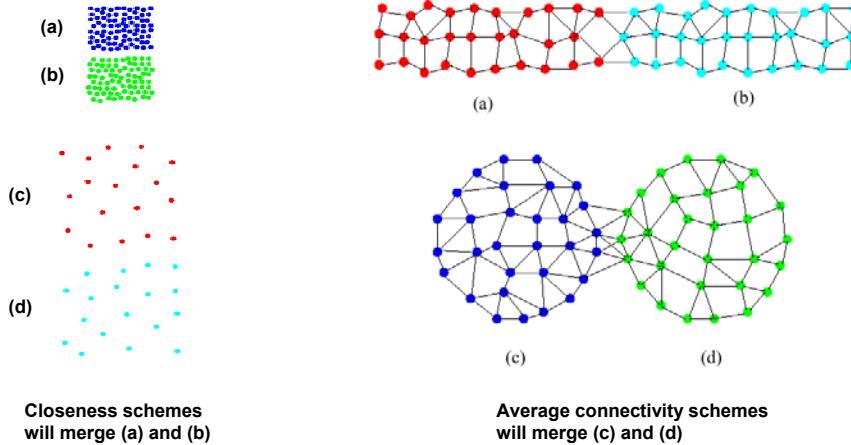 (a)
(b)
(c)
(d)
Closeness schemes
will merge (a) and (b)
(a)
(b)
(c)
(d)
Average connectivity schemes
will merge (c) and (d)